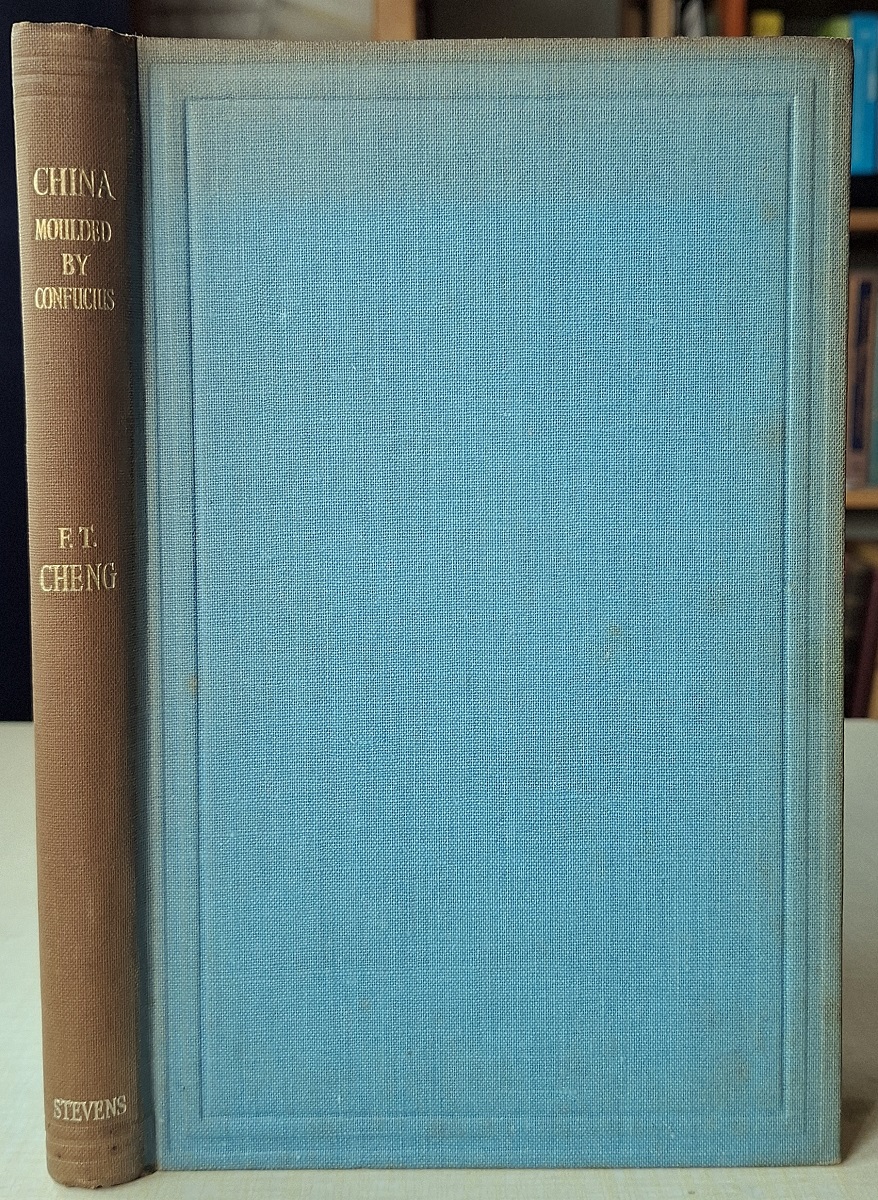 CHINA
MOULDED
BY
CONFUCIUS
F. T.
CHENG
STEVENS